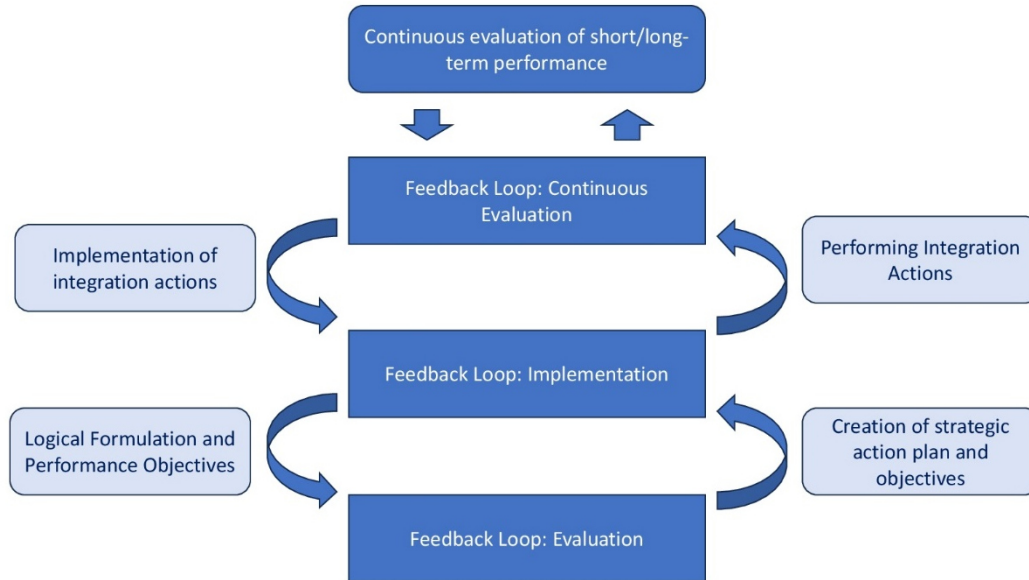 Continuous evaluation of short/long-
term performance
Feedback Loop: Continuous
Evaluation
Implementation of
integration actions
Performing Integration
Actions
Feedback Loop: Implementation
Logical Formulation and
Performance Objectives
Creation of strategic
action plan and
objectives
Feedback Loop: Evaluation